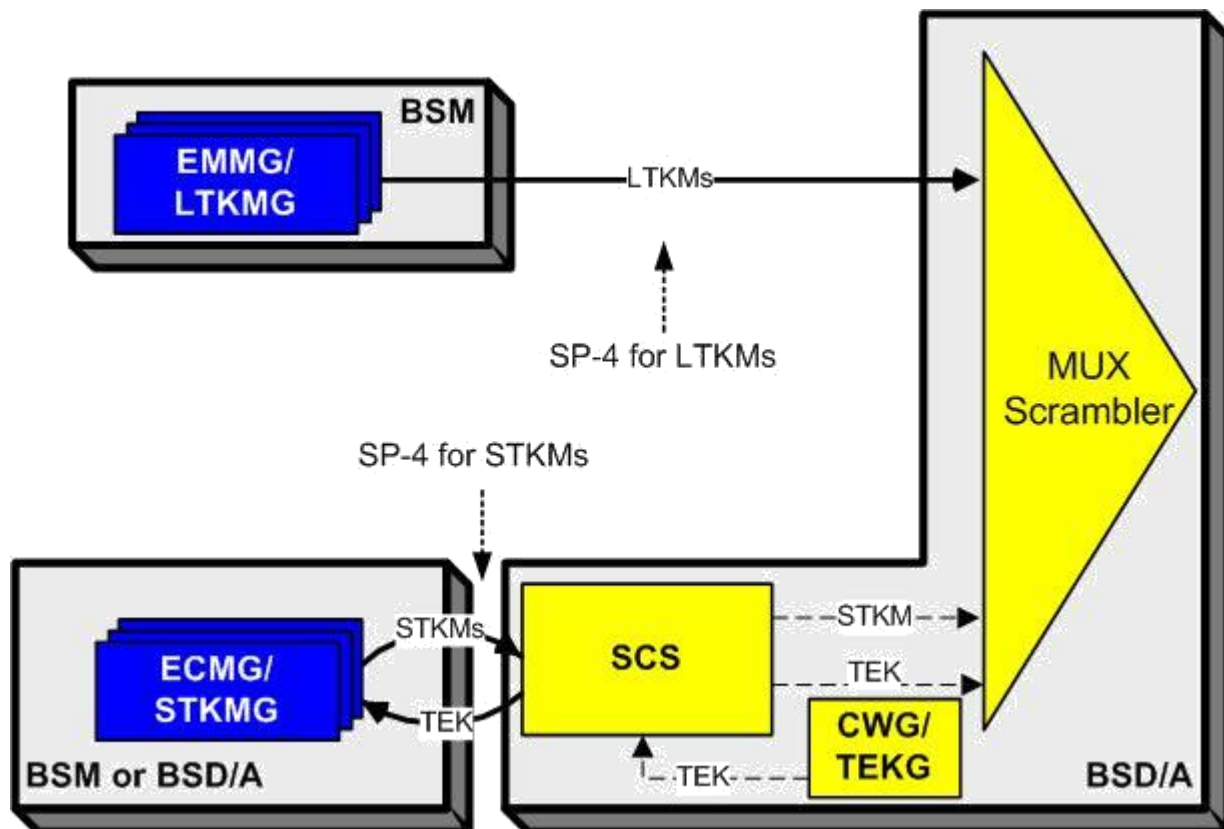 BSM
EMMG/
LTKMG
LTKMs
SP-4 for LTKMs
MUX
Scrambler
SP-4 for STKMs
ECMG/
STKMG
STKMs
TEK
BSM or BSD/A
SCS
STKM
TEK
CWG/
TEKG
TEK
BSD/A